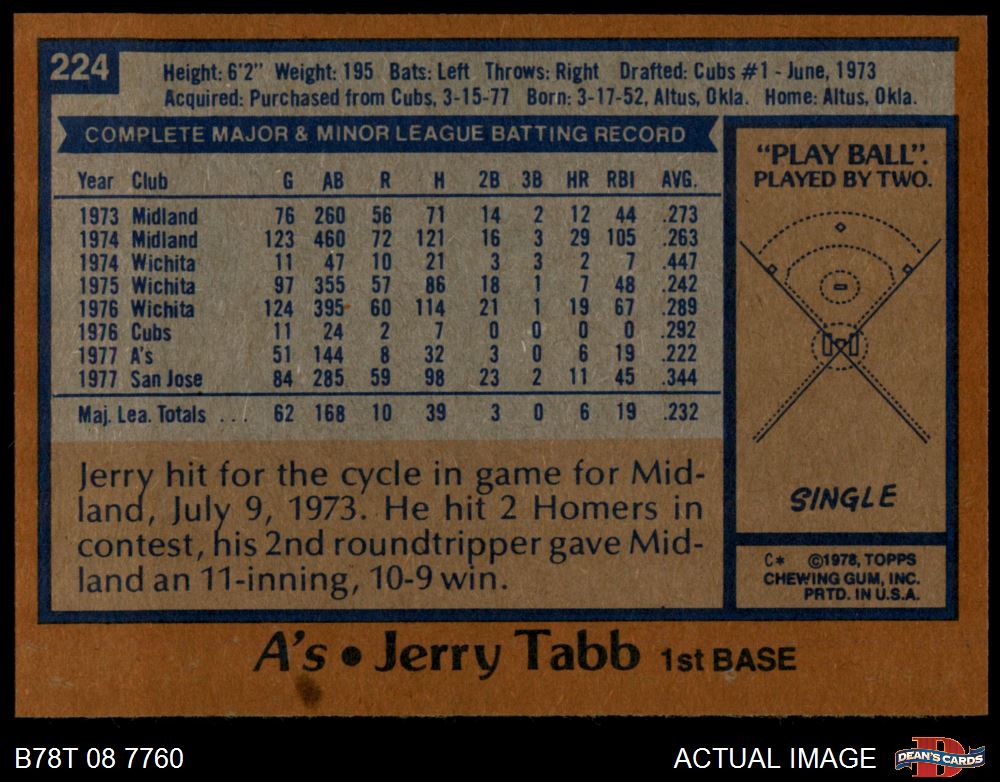 224
Height: 6'2" Weight: 195 Bats: Left Throws: Right Drafted: Cubs #1 - June, 1973
Acquired: Purchased from Cubs, 3-15-77 Born: 3-17-52, Altus, Okla. Home: Altus, Okla.
COMPLETE MAJOR & MINOR LEAGUE BATTING RECORD
Year Club G AB R H 2B 3B HR RBI AVG.
1973 Midland 76 260 56 71 14 2 12 44 .273
1974 Midland 123 460 72 121 16 3 29 105 .263
1974 Wichita 11 47 10 21 3 3 2 7 .447
1975 Wichita 97 355 57 86 18 1 7 48 .242
1976 Wichita 124 395 60 114 21 1 19 67 .289
1976 Cubs 11 24 2 7 0 0 0 0 .292
1977 A's 51 144 8 32 3 0 6 19 .222
1977 San Jose 84 285 59 98 23 2 11 45 .344
Maj. Lea. Totals ... 62 168 10 39 3 0 6 19 .232
Jerry hit for the cycle in game for Mid-
land, July 9, 1973. He hit 2 Homers in
contest, his 2nd roundtripper gave Mid-
land an 11-inning, 10-9 win.
"PLAY BALL".
PLAYED BY TWO.
SINGLE
C* ©1978, TOPPS
CHEWING GUM, INC.
PRTD. IN U.S.A.
A's • Jerry Tabb 1st BASE
B78T 08 7760
ACTUAL IMAGE
D
DEAN'S CARDS